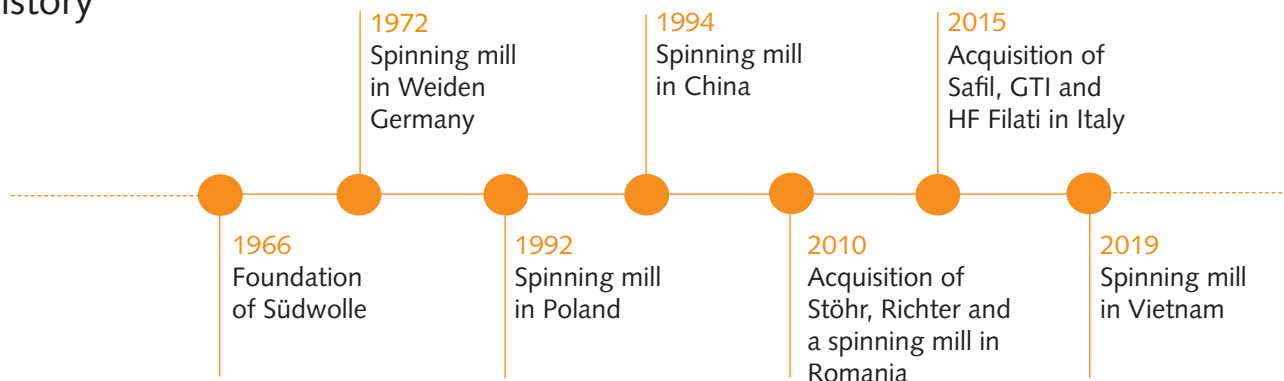 istory
1972
Spinning mill
in Weiden
Germany
1994
Spinning mill
in China
2015
Acquisition of
Safil, GTI and
HF Filati in Italy
1966
Foundation
of Südwolle
1992
Spinning mill
in Poland
2010
Acquisition of
Stöhr, Richter and
a spinning mill in
Romania
2019
Spinning mill
in Vietnam